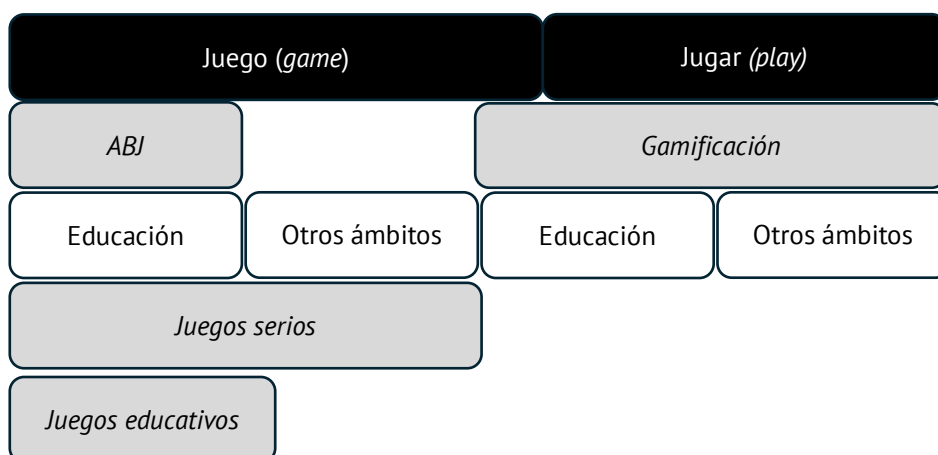 Juego (game)
Jugar (play)
ABJ
Gamificación
Educación
Otros ámbitos
Educación
Otros ámbitos
Juegos serios
Juegos educativos